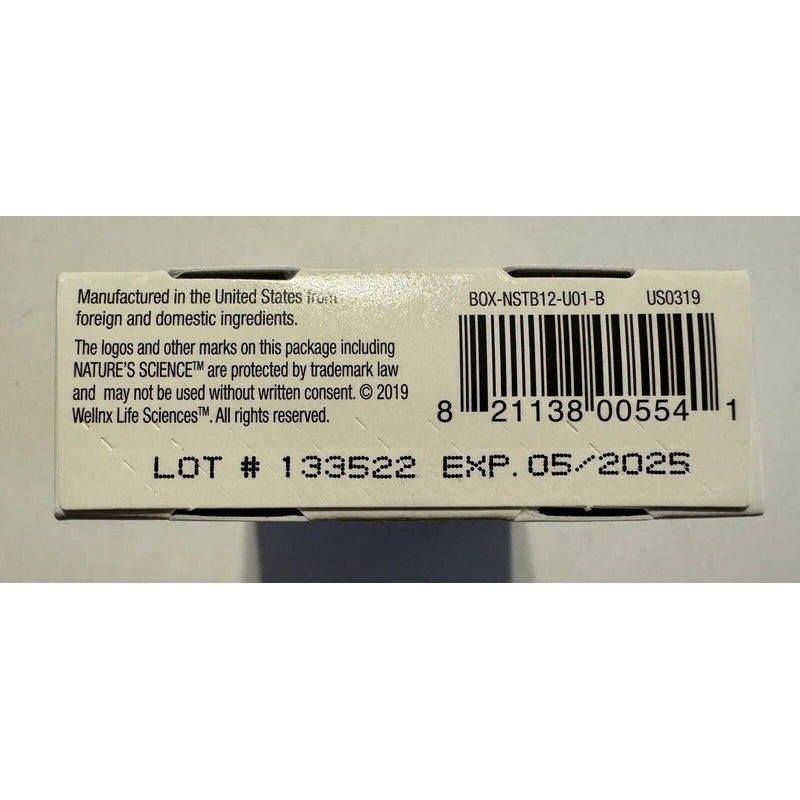 Manufactured in the United States from
foreign and domestic ingredients.
The logos and other marks on this package including
NATURE'S SCIENCE™ are protected by trademark law
and may not be used without written consent. © 2019
Wellnx Life Sciences™. All rights reserved.
BOX-NSTB12-U01-B US0319
8 21138 00554 1
LOT # 133522 EXP. 05/2025